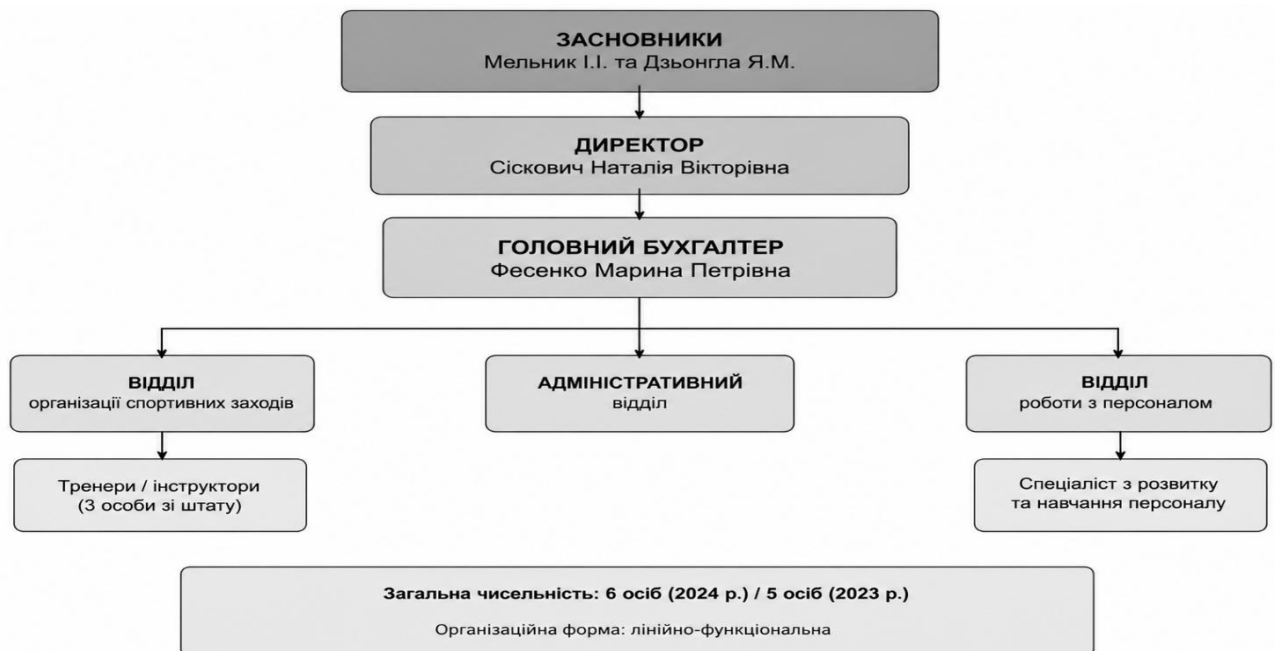 ЗАСНОВНИКИ
Мельник І.І. та Дзьонгла Я.М.
ДИРЕКТОР
Сіскович Наталія Вікторівна
ГОЛОВНИЙ БУХГАЛТЕР
Фесенко Марина Петрівна
ВІДДІЛ
організації спортивних заходів
АДМІНІСТРАТИВНИЙ
відділ
ВІДДІЛ
роботи з персоналом
Тренери / інструктори
(3 особи зі штату)
Спеціаліст з розвитку
та навчання персоналу
Загальна чисельність: 6 осіб (2024 р.) / 5 осіб (2023 р.)
Організаційна форма: лінійно-функціональна